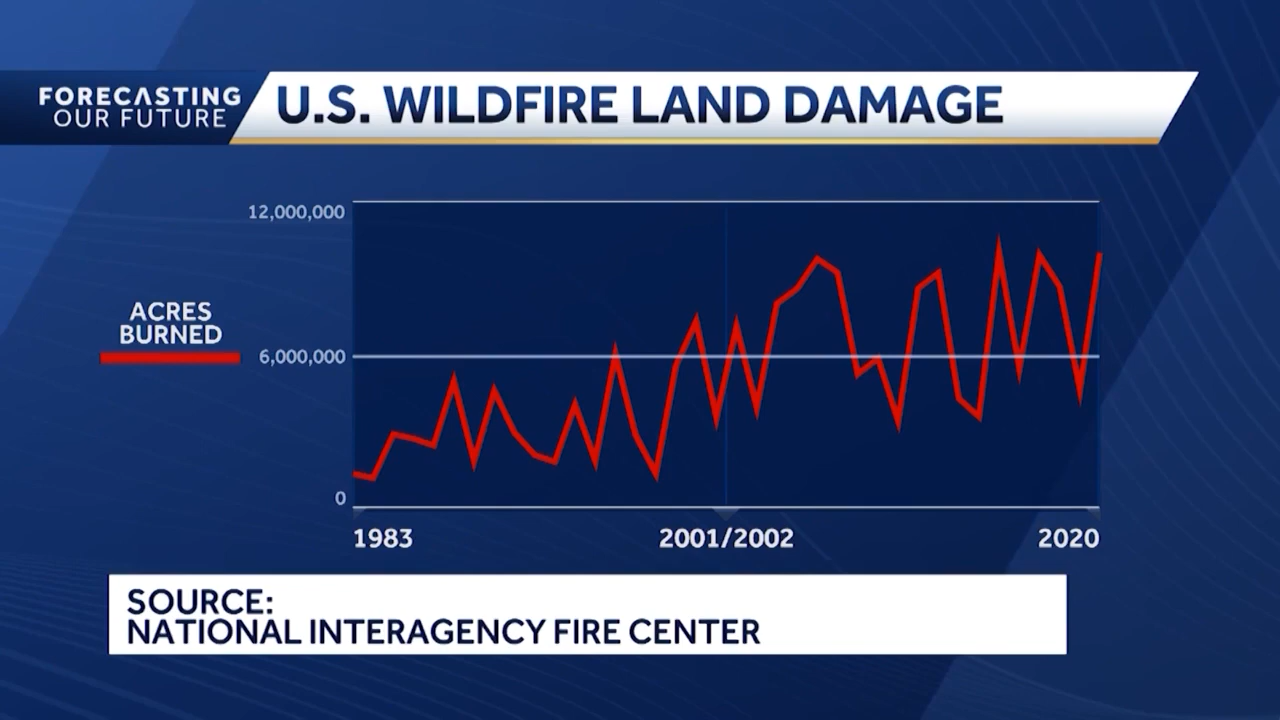 FORECASTING
OUR FUTURE
U.S. WILDFIRE LAND DAMAGE
12,000,000
ACRES
BURNED
6,000,000
0
1983
2001/2002
2020
SOURCE:
NATIONAL INTERAGENCY FIRE CENTER